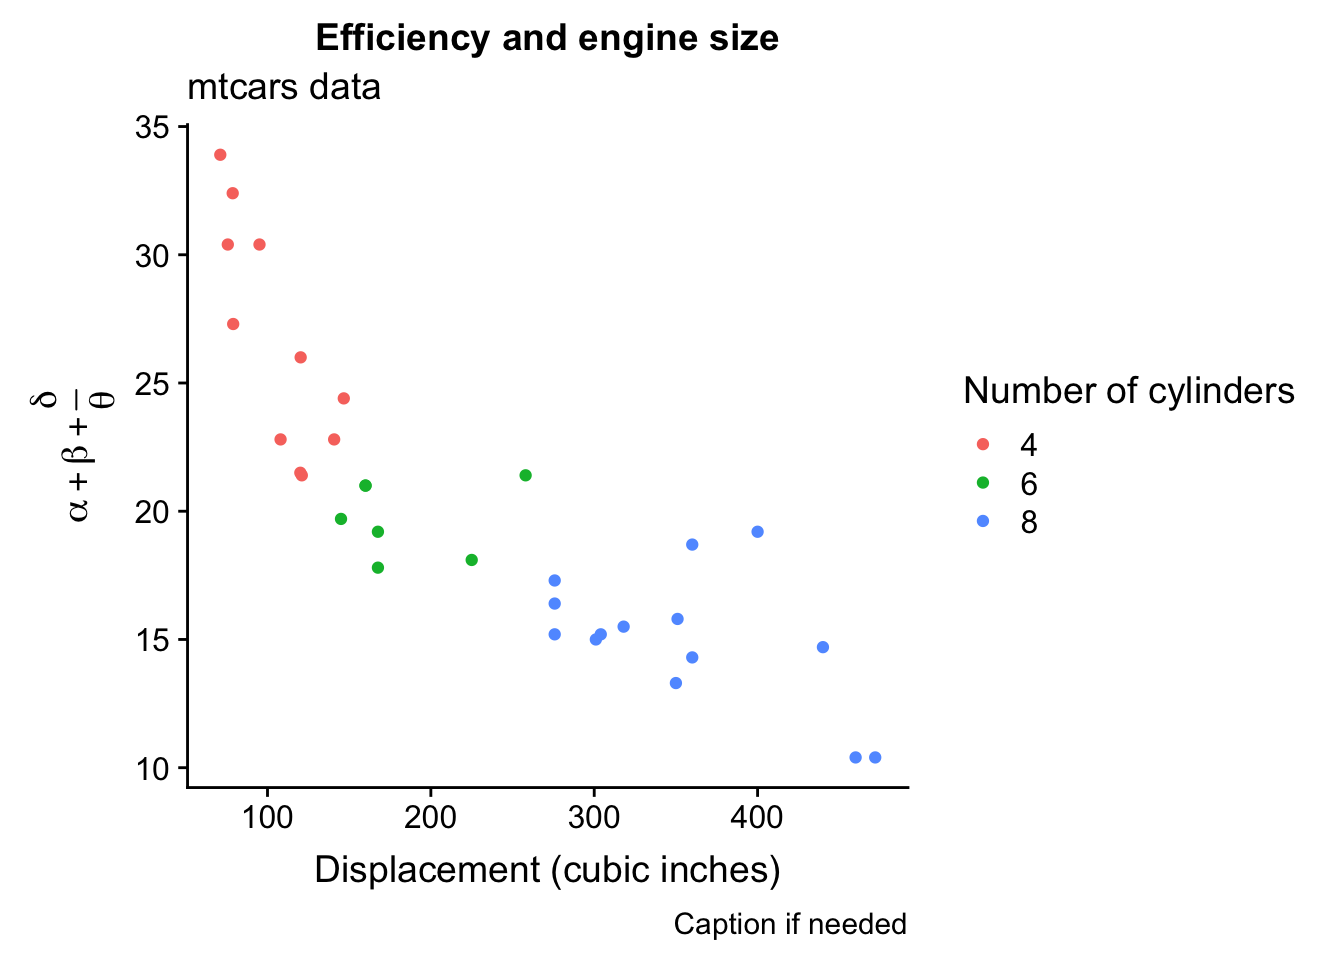 Efficiency and engine size
mtcars data
35
30
25
20
15
10
α + β + δ/θ
100 200 300 400
Displacement (cubic inches)
Number of cylinders
4
6
8
Caption if needed